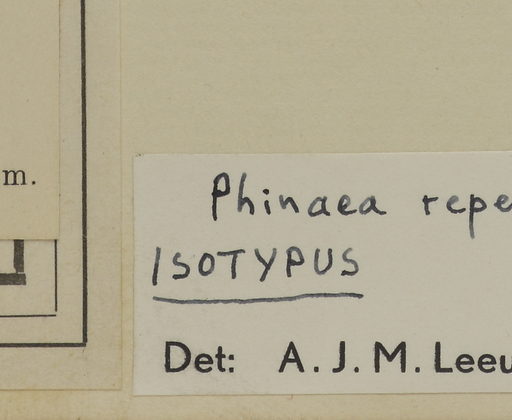 m.
Phinaea repe
ISOTYPUS
Det: A. J. M. Leeu